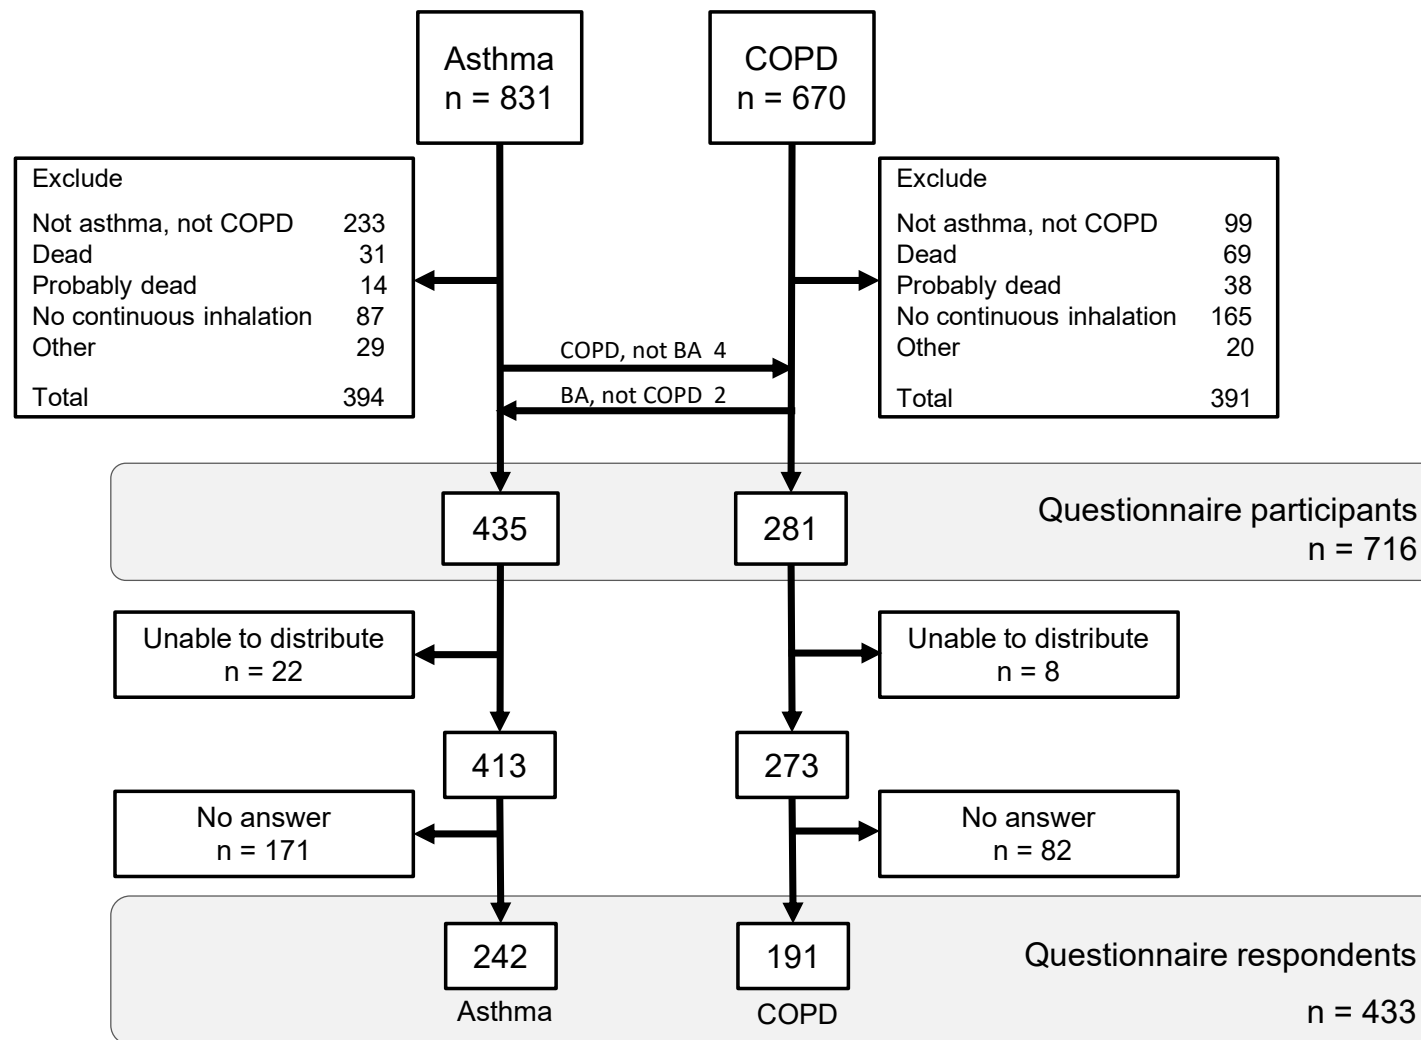 Asthma
n = 831
COPD
n = 670
Exclude
Not asthma, not COPD 233
Dead 31
Probably dead 14
No continuous inhalation 87
Other 29
Total 394
Exclude
Not asthma, not COPD 99
Dead 69
Probably dead 38
No continuous inhalation 165
Other 20
Total 391
COPD, not BA 4
BA, not COPD 2
435
281
Questionnaire participants
n = 716
Unable to distribute
n = 22
Unable to distribute
n = 8
413
273
No answer
n = 171
No answer
n = 82
242
Asthma
191
COPD
Questionnaire respondents
n = 433